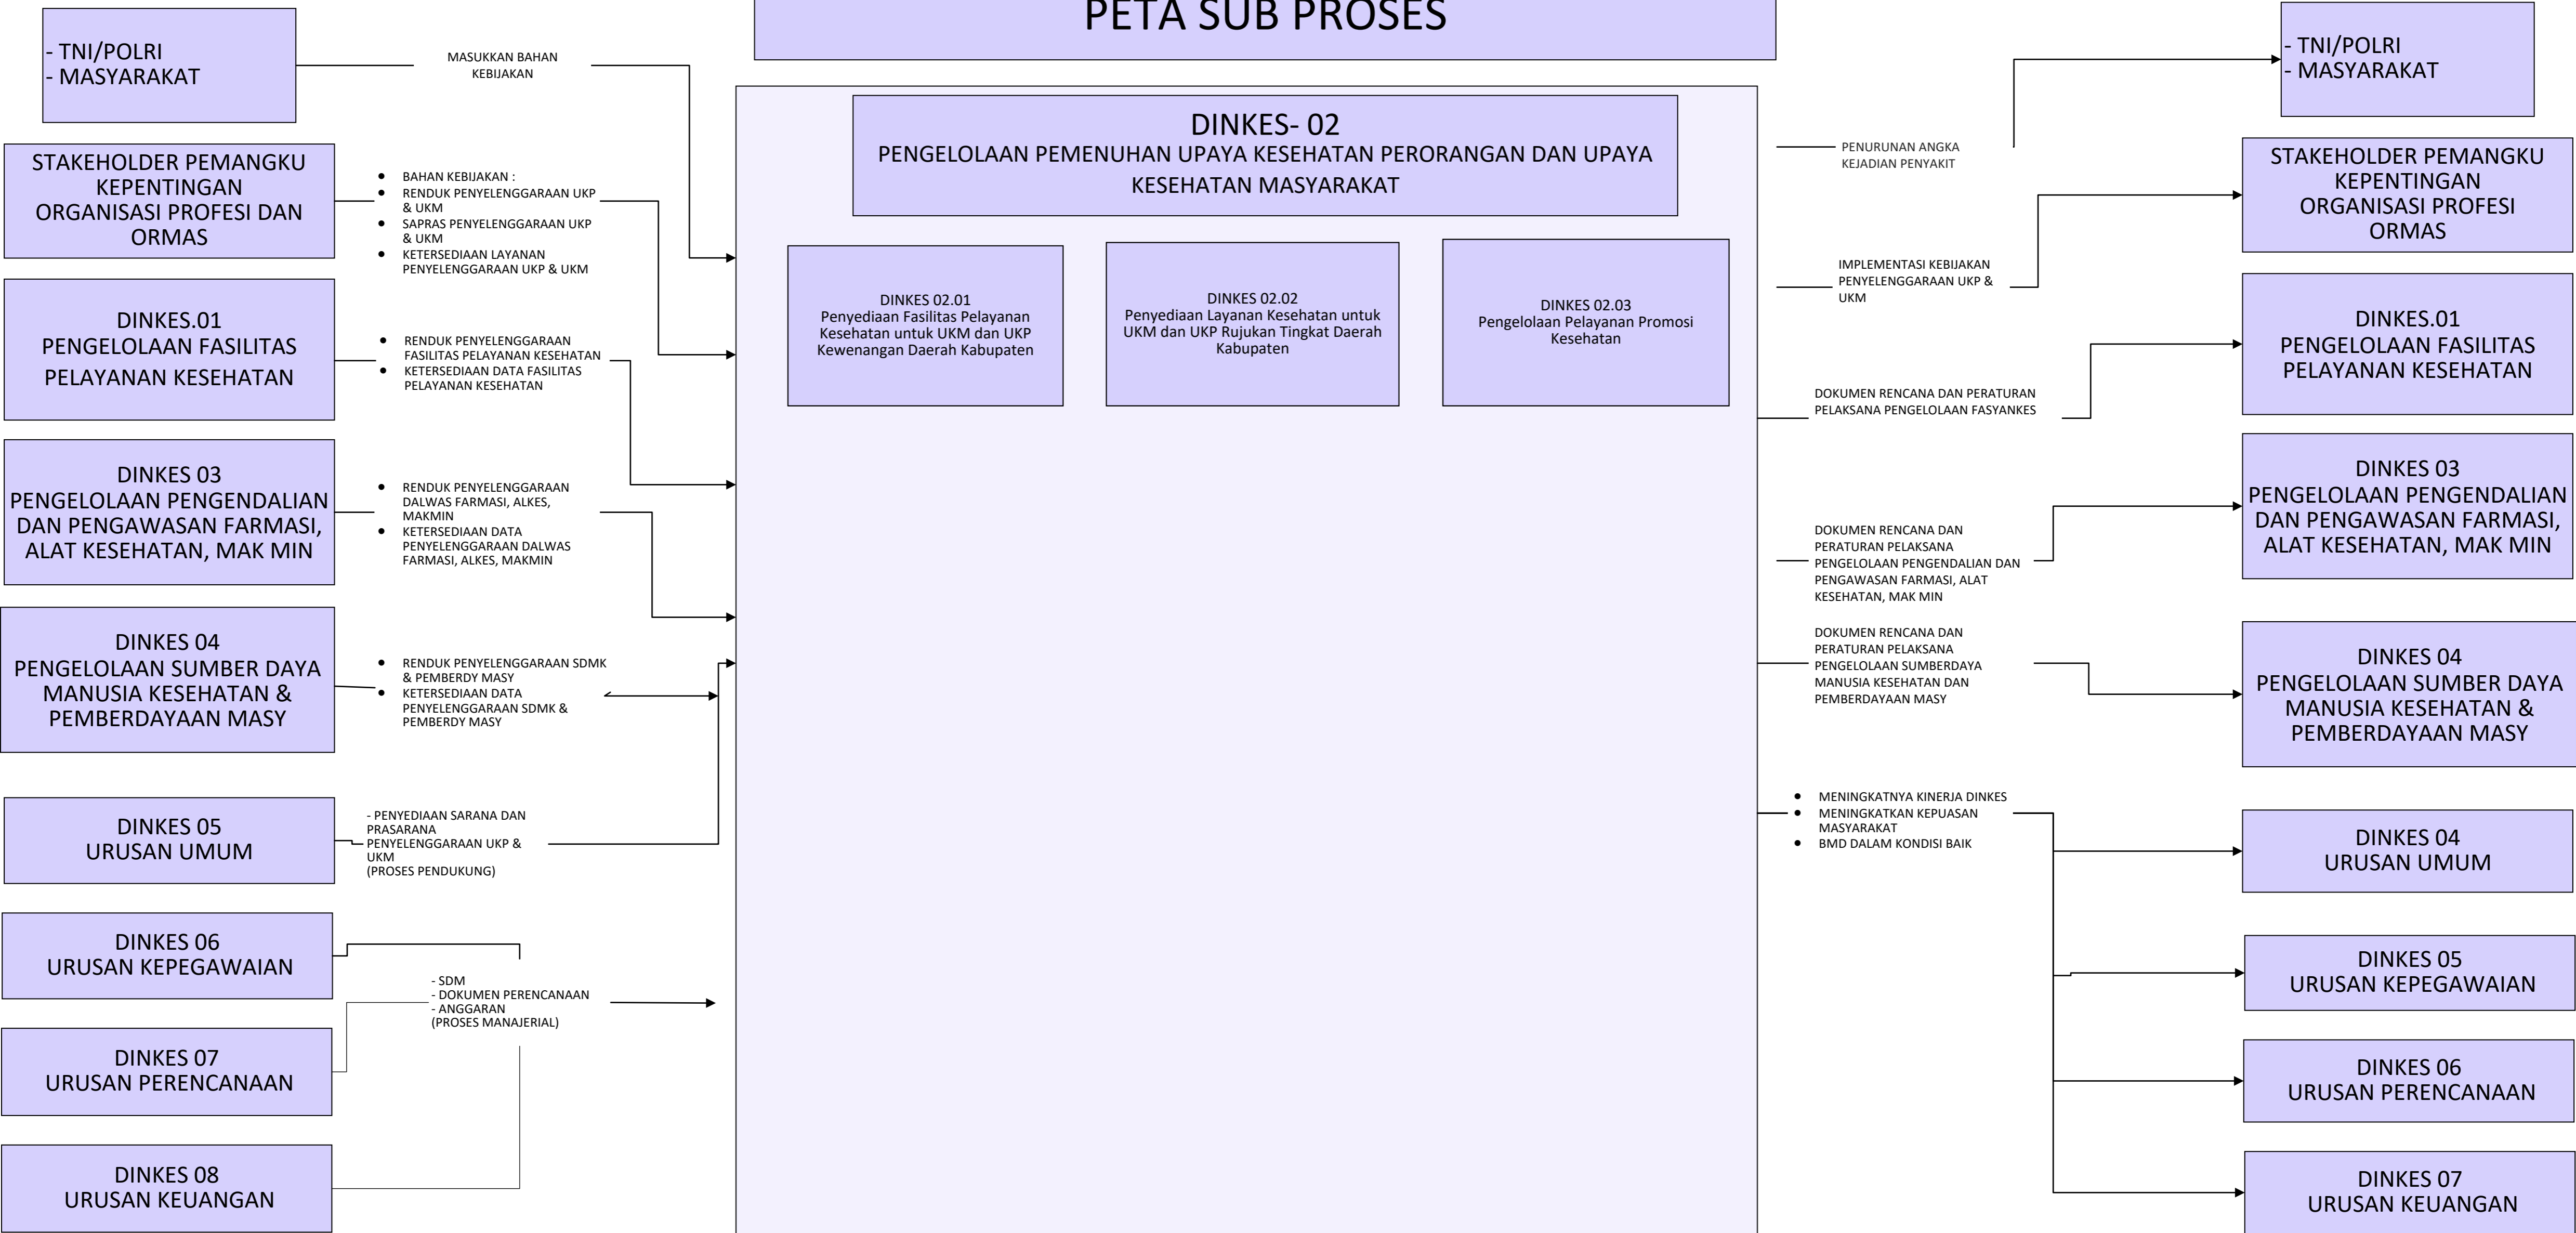 PETA SUB PROSES
- TNI/POLRI
- MASYARAKAT
MASUKKAN BAHAN
KEBIJAKAN
STAKEHOLDER PEMANGKU
KEPENTINGAN
ORGANISASI PROFESI DAN
ORMAS
● BAHAN KEBIJAKAN :
● RENDUK PENYELENGGARAAN UKP
& UKM
● SAPRAS PENYELENGGARAAN UKP
& UKM
● KETERSEDIAAN LAYANAN
PENYELENGGARAAN UKP & UKM
DINKES.01
PENGELOLAAN FASILITAS
PELAYANAN KESEHATAN
● RENDUK PENYELENGGARAAN
FASILITAS PELAYANAN KESEHATAN
● KETERSEDIAAN DATA FASILITAS
PELAYANAN KESEHATAN
DINKES 03
PENGELOLAAN PENGENDALIAN
DAN PENGAWASAN FARMASI,
ALAT KESEHATAN, MAK MIN
● RENDUK PENYELENGGARAAN
DALWAS FARMASI, ALKES,
MAKMIN
● KETERSEDIAAN DATA
PENYELENGGARAAN DALWAS
FARMASI, ALKES, MAKMIN
DINKES 04
PENGELOLAAN SUMBER DAYA
MANUSIA KESEHATAN &
PEMBERDAYAAN MASY
● RENDUK PENYELENGGARAAN SDMK
& PEMBERDY MASY
● KETERSEDIAAN DATA
PENYELENGGARAAN SDMK &
PEMBERDY MASY
DINKES 05
URUSAN UMUM
- PENYEDIAAN SARANA DAN
PRASARANA
PENYELENGGARAAN UKP &
UKM
(PROSES PENDUKUNG)
DINKES 06
URUSAN KEPEGAWAIAN
DINKES 07
URUSAN PERENCANAAN
DINKES 08
URUSAN KEUANGAN
- SDM
- DOKUMEN PERENCANAAN
- ANGGARAN
(PROSES MANAJERIAL)
DINKES- 02
PENGELOLAAN PEMENUHAN UPAYA KESEHATAN PERORANGAN DAN UPAYA
KESEHATAN MASYARAKAT
DINKES 02.01
Penyediaan Fasilitas Pelayanan
Kesehatan untuk UKM dan UKP
Kewenangan Daerah Kabupaten
DINKES 02.02
Penyediaan Layanan Kesehatan untuk
UKM dan UKP Rujukan Tingkat Daerah
Kabupaten
DINKES 02.03
Pengelolaan Pelayanan Promosi
Kesehatan
PENURUNAN ANGKA
KEJADIAN PENYAKIT
- TNI/POLRI
- MASYARAKAT
IMPLEMENTASI KEBIJAKAN
PENYELENGGARAAN UKP &
UKM
STAKEHOLDER PEMANGKU
KEPENTINGAN
ORGANISASI PROFESI
ORMAS
DOKUMEN RENCANA DAN PERATURAN
PELAKSANA PENGELOLAAN FASYANKES
DINKES.01
PENGELOLAAN FASILITAS
PELAYANAN KESEHATAN
DOKUMEN RENCANA DAN
PERATURAN PELAKSANA
PENGELOLAAN PENGENDALIAN DAN
PENGAWASAN FARMASI, ALAT
KESEHATAN, MAK MIN
DINKES 03
PENGELOLAAN PENGENDALIAN
DAN PENGAWASAN FARMASI,
ALAT KESEHATAN, MAK MIN
DOKUMEN RENCANA DAN
PERATURAN PELAKSANA
PENGELOLAAN SUMBERDAYA
MANUSIA KESEHATAN DAN
PEMBERDAYAAN MASY
DINKES 04
PENGELOLAAN SUMBER DAYA
MANUSIA KESEHATAN &
PEMBERDAYAAN MASY
● MENINGKATNYA KINERJA DINKES
● MENINGKATKAN KEPUASAN
MASYARAKAT
● BMD DALAM KONDISI BAIK
DINKES 04
URUSAN UMUM
DINKES 05
URUSAN KEPEGAWAIAN
DINKES 06
URUSAN PERENCANAAN
DINKES 07
URUSAN KEUANGAN